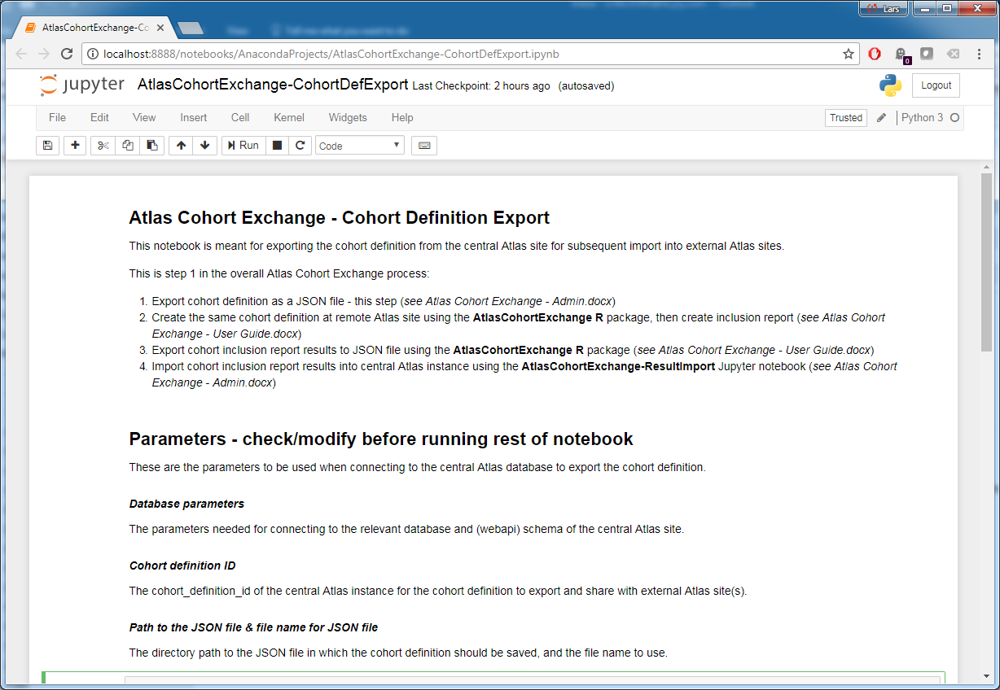 Lars
AtlasCohortExchange-Co
localhost:8888/notebooks/AnacondaProjects/AtlasCohortExchange-CohortDefExport.ipynb
0
jupyter AtlasCohortExchange-CohortDefExport Last Checkpoint: 2 hours ago (autosaved)
Logout
File Edit View Insert Cell Kernel Widgets Help
Trusted Python 3
Run Code
Atlas Cohort Exchange - Cohort Definition Export
This notebook is meant for exporting the cohort definition from the central Atlas site for subsequent import into external Atlas sites.
This is step 1 in the overall Atlas Cohort Exchange process:
1. Export cohort definition as a JSON file - this step (see Atlas Cohort Exchange - Admin.docx)
2. Create the same cohort definition at remote Atlas site using the AtlasCohortExchange R package, then create inclusion report (see Atlas Cohort
Exchange - User Guide.docx)
3. Export cohort inclusion report results to JSON file using the AtlasCohortExchange R package (see Atlas Cohort Exchange - User Guide.docx)
4. Import cohort inclusion report results into central Atlas instance using the AtlasCohortExchange-ResultImport Jupyter notebook (see Atlas Cohort
Exchange - Admin.docx)
Parameters - check/modify before running rest of notebook
These are the parameters to be used when connecting to the central Atlas database to export the cohort definition.
Database parameters
The parameters needed for connecting to the relevant database and (webapi) schema of the central Atlas site.
Cohort definition ID
The cohort_definition_id of the central Atlas instance for the cohort definition to export and share with external Atlas site(s).
Path to the JSON file & file name for JSON file
The directory path to the JSON file in which the cohort definition should be saved, and the file name to use.